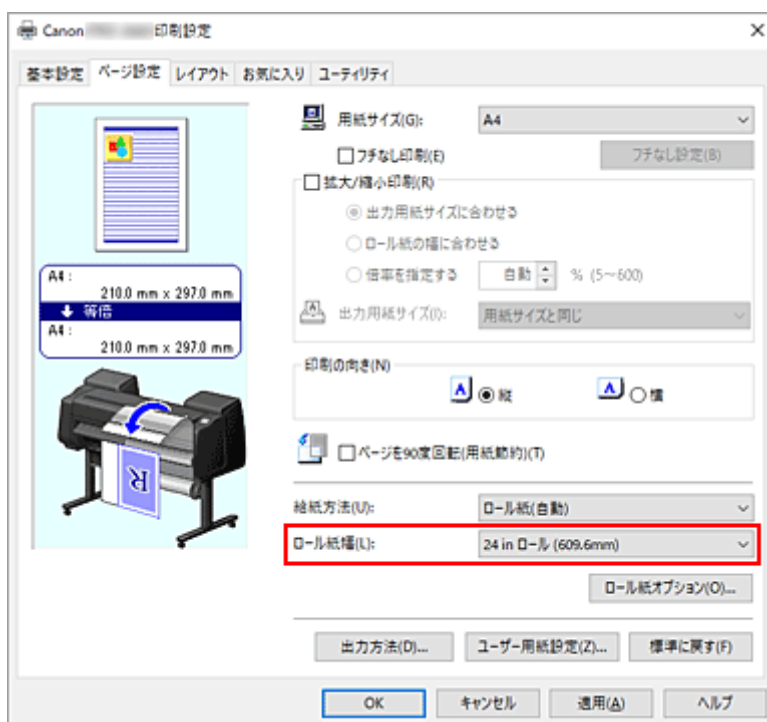 Canon 印刷設定
基本設定 ページ設定 レイアウト お気に入り ユーティリティ
用紙サイズ(G): A4
フチなし印刷(E) フチなし設定(B)
拡大/縮小印刷(R)
出力用紙サイズに合わせる
ロール紙の幅に合わせる
倍率を指定する 自動 % (5～600)
出力用紙サイズ(I): 用紙サイズと同じ
A4 :
210.0 mm x 297.0 mm
等倍
A4 :
210.0 mm x 297.0 mm
印刷の向き(N)
A 縦 A 横
R
ページを90度回転(用紙節約)(T)
給紙方法(U): ロール紙(自動)
ロール紙幅(L): 24 in ロール (609.6mm)
ロール紙オプション(O)...
出力方法(D)... ユーザー用紙設定(Z)... 標準に戻す(F)
OK キャンセル 適用(A) ヘルプ